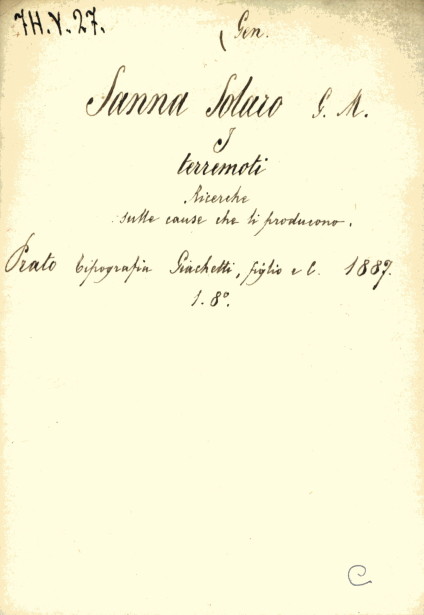 7H.V.27.
Gen.
Sanna Solaro G. M.
I
terremoti
Ricerche
sulle cause che li producono.
Prato tipografia Giachetti, figlio e C. 1887.
1. 8°.
C